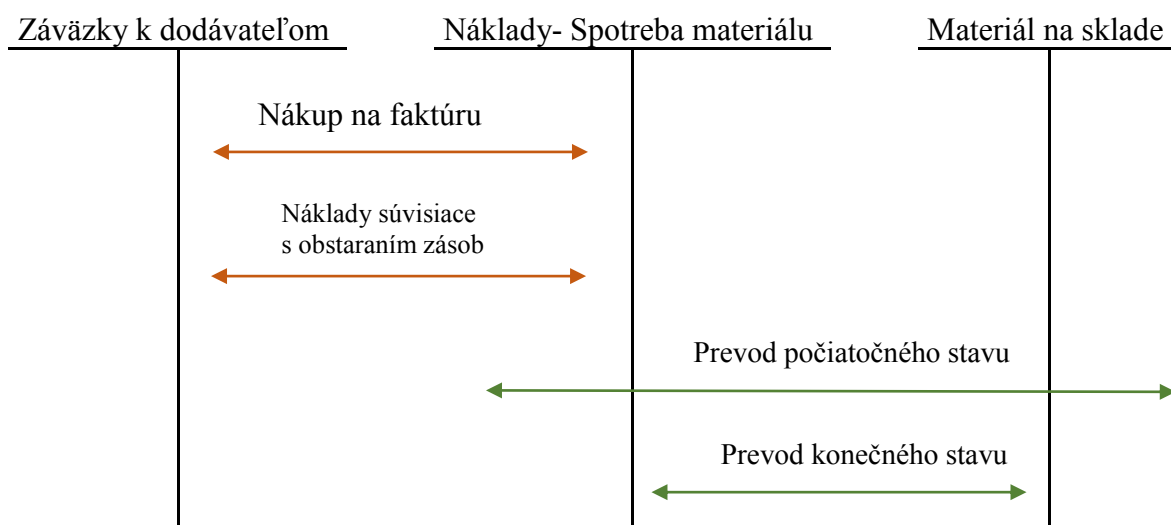 Záväzky k dodávateľom
Náklady- Spotreba materiálu
Materiál na sklade
Nákup na faktúru
Náklady súvisiace
s obstaraním zásob
Prevod počiatočného stavu
Prevod konečného stavu